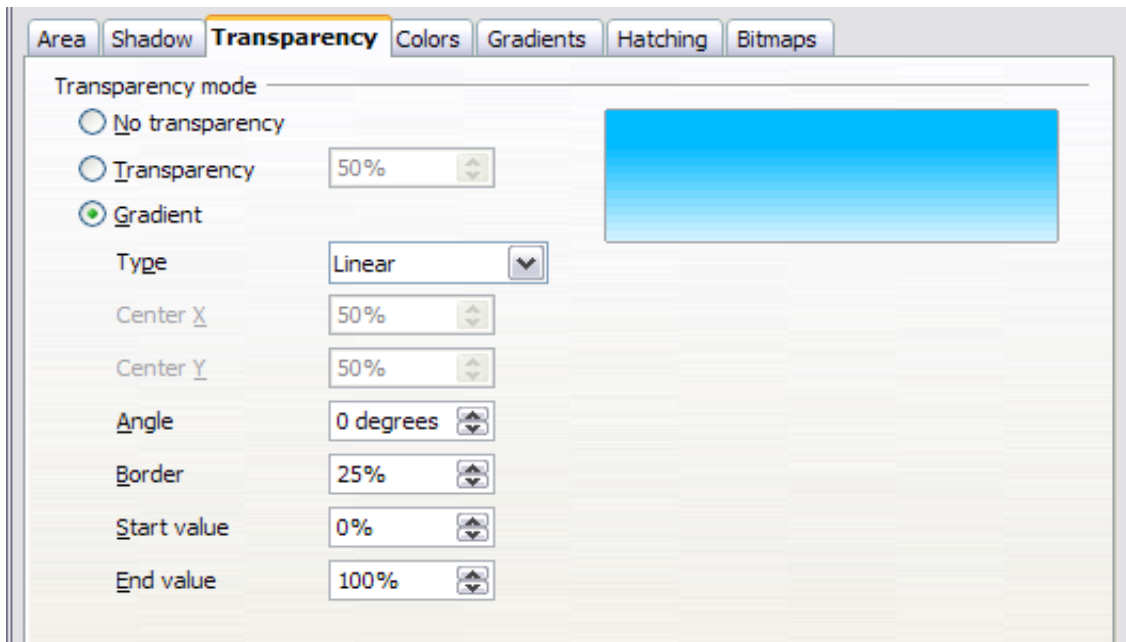 Area Shadow Transparency Colors Gradients Hatching Bitmaps
Transparency mode
No transparency
Transparency 50%
Gradient
Type Linear
Center X 50%
Center Y 50%
Angle 0 degrees
Border 25%
Start value 0%
End value 100%